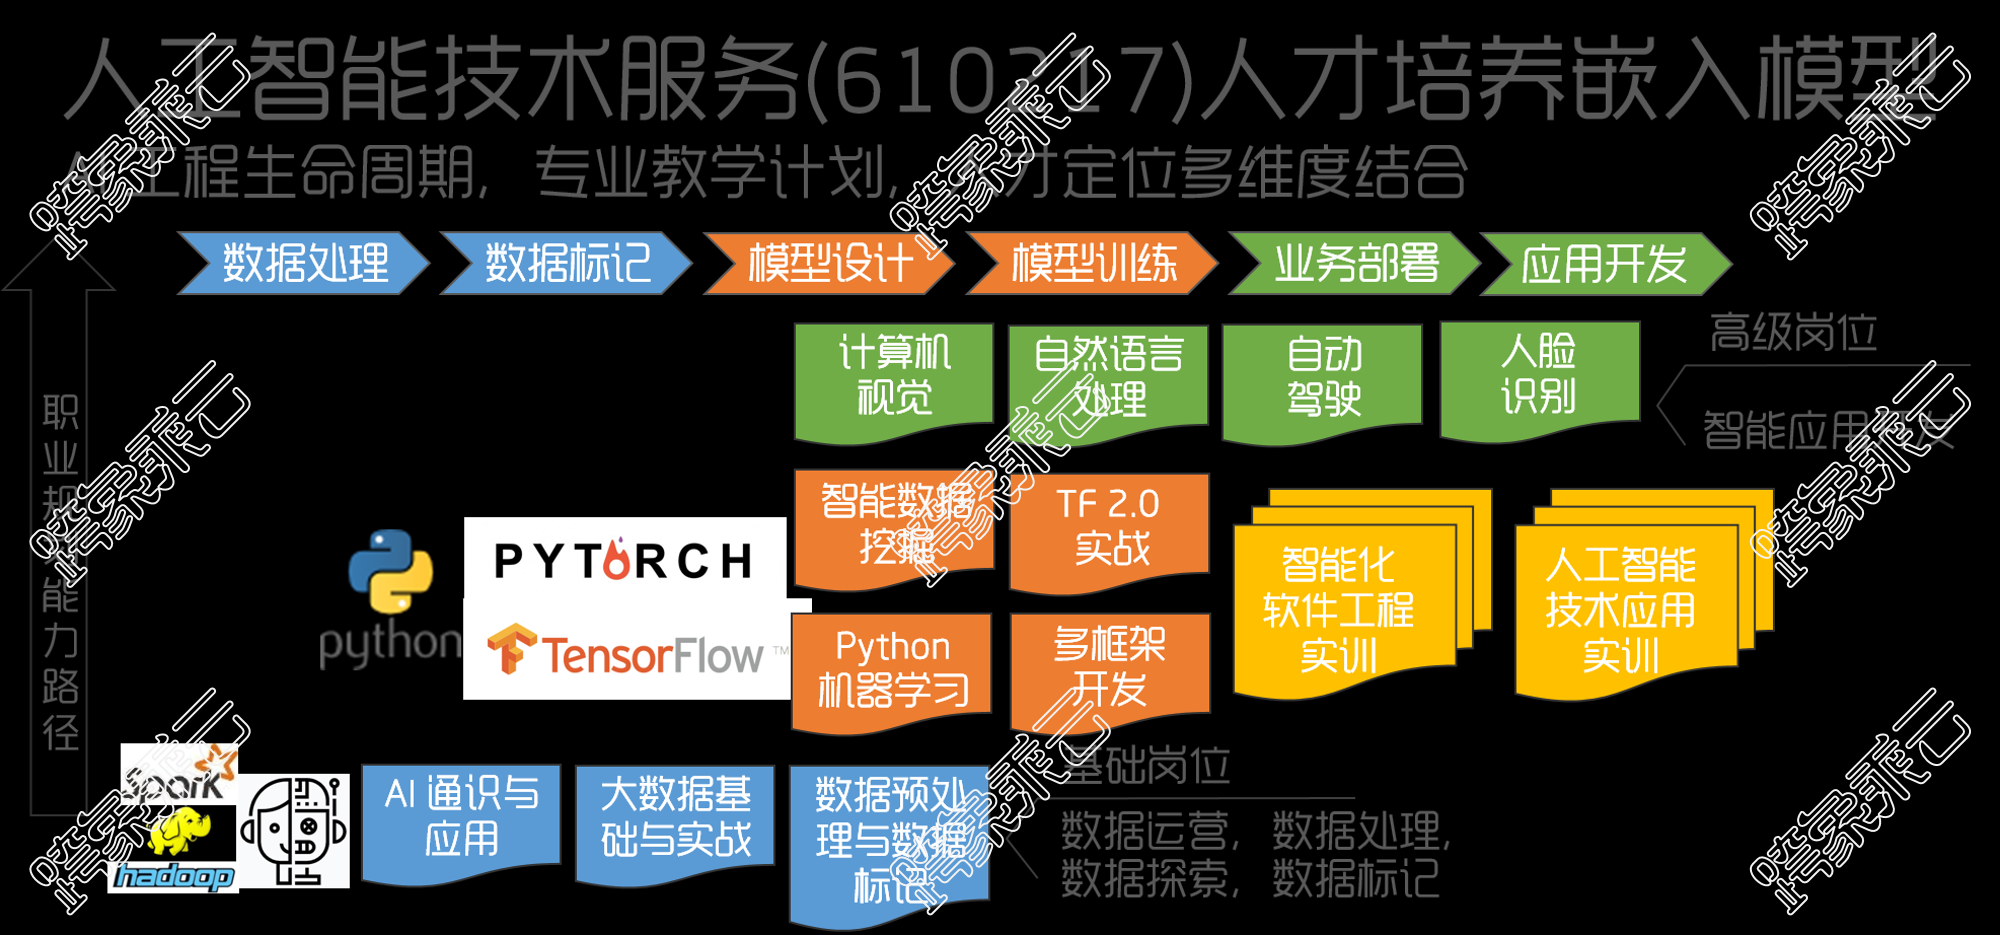 人工智能技术服务(610217)人才培养嵌入模型
AI工程生命周期，专业教学计划，人才定位多维度结合
数据处理
数据标记
模型设计
模型训练
业务部署
应用开发
高级岗位
智能应用开发
计算机
视觉
自然语言
处理
自动
驾驶
人脸
识别
职业规划能力路径
智能数据
挖掘
TF 2.0
实战
智能化
软件工程
实训
人工智能
技术应用
实训
python
PYTORCH
TensorFlow™
Python
机器学习
多框架
开发
基础岗位
数据运营，数据处理，
数据探索，数据标记
Spark
hadoop
AI 通识与
应用
大数据基
础与实战
数据预处
理与数据
标记